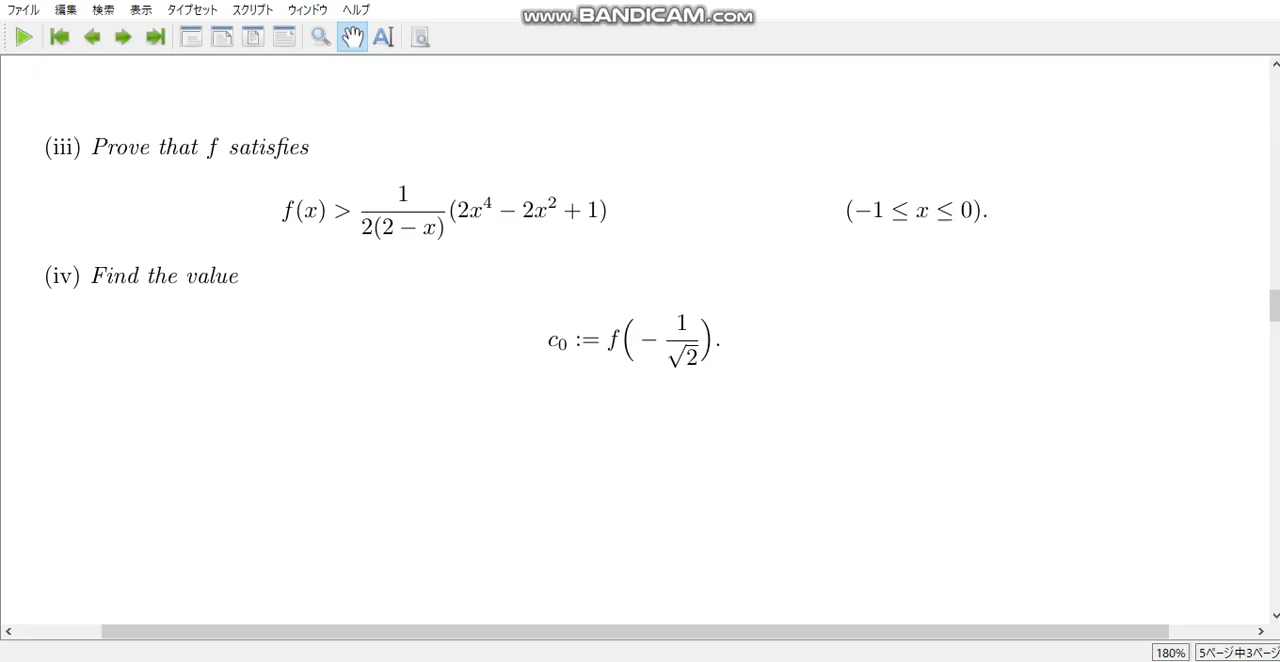 ファイル 編集 検索 表示 タイプセット スクリプト ウィンドウ ヘルプ
www.BANDICAM.com
(iii) Prove that f satisfies
f(x) > \frac{1}{2(2 − x)}(2x^4 − 2x^2 + 1) (−1 ≤ x ≤ 0).
(iv) Find the value
c_0 := f(−\frac{1}{√2}).
180% 5ページ中3ページ